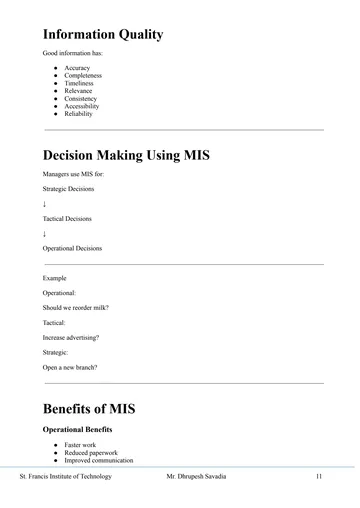 Information Quality
Good information has:
● Accuracy
● Completeness
● Timeliness
● Relevance
● Consistency
● Accessibility
● Reliability
Decision Making Using MIS
Managers use MIS for:
Strategic Decisions
↓
Tactical Decisions
↓
Operational Decisions
Example
Operational:
Should we reorder milk?
Tactical:
Increase advertising?
Strategic:
Open a new branch?
Benefits of MIS
Operational Benefits
● Faster work
● Reduced paperwork
● Improved communication
St. Francis Institute of Technology Mr. Dhrupesh Savadia 11